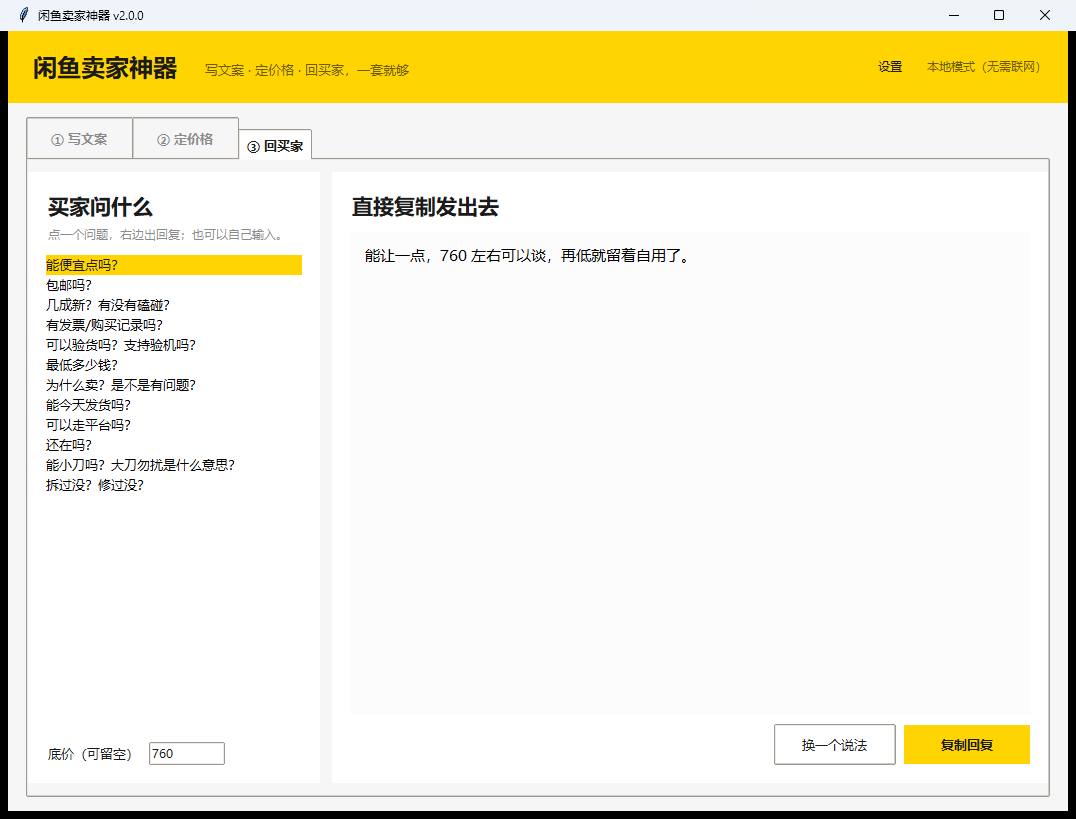 闲鱼卖家神器 v2.0.0
闲鱼卖家神器
写文案 · 定价格 · 回买家，一套就够
设置
本地模式（无需联网）
① 写文案
② 定价格
③ 回买家
买家问什么
点一个问题，右边出回复；也可以自己输入。
能便宜点吗？
包邮吗？
几成新？有没有磕碰？
有发票/购买记录吗？
可以验货吗？支持验机吗？
最低多少钱？
为什么卖？是不是有问题？
能今天发货吗？
可以走平台吗？
还在吗？
能小刀吗？大刀勿扰是什么意思？
拆过没？修过没？
底价（可留空）
760
直接复制发出去
能让一点，760 左右可以谈，再低就留着自用了。
换一个说法
复制回复